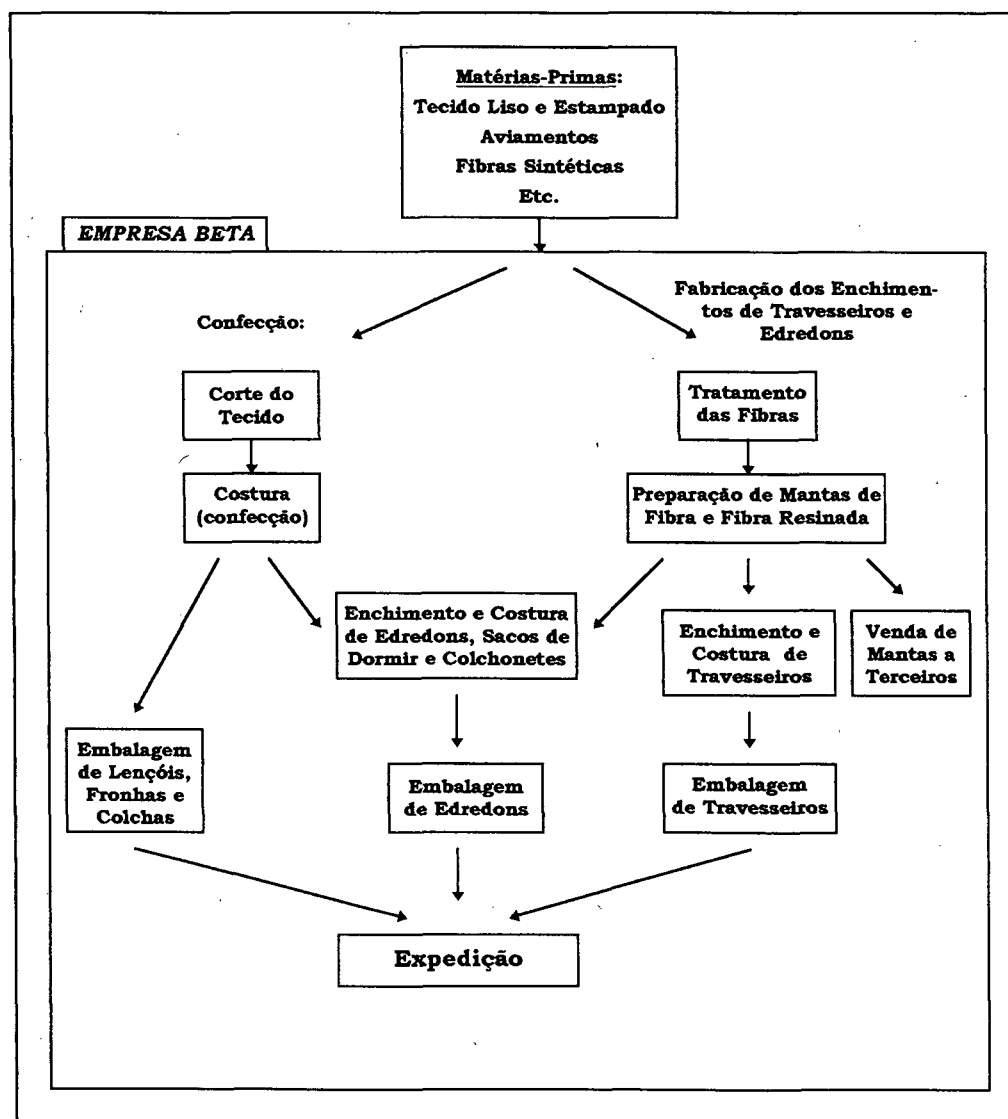 Matérias-Primas:
Tecido Liso e Estampado
Aviamentos
Fibras Sintéticas
Etc.
EMPRESA BETA
Confecção:
Fabricação dos Enchimen-
tos de Travesseiros e
Edredons
Corte do
Tecido
Tratamento
das Fibras
Costura
(confecção)
Preparação de Mantas de
Fibra e Fibra Resinada
Enchimento e Costura
de Edredons, Sacos de
Dormir e Colchonetes
Enchimento e
Costura de
Travesseiros
Venda de
Mantas a
Terceiros
Embalagem
de Lençóis,
Fronhas e
Colchas
Embalagem
de Edredons
Embalagem
de Travesseiros
Expedição